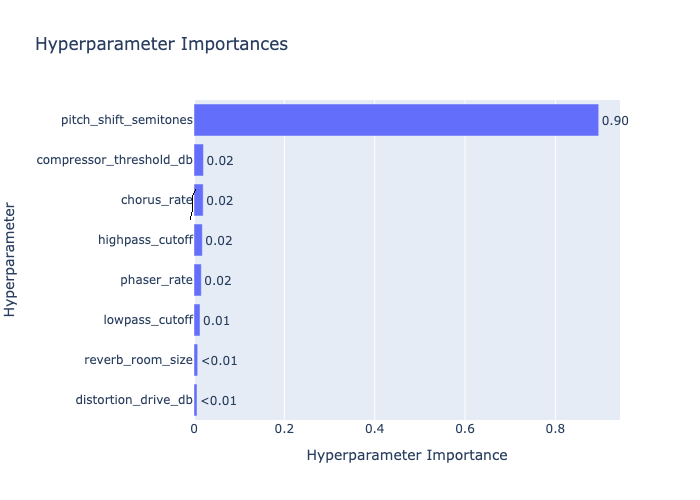 Hyperparameter Importances
pitch_shift_semitones 0.90
compressor_threshold_db 0.02
chorus_rate 0.02
highpass_cutoff 0.02
phaser_rate 0.02
lowpass_cutoff 0.01
reverb_room_size <0.01
distortion_drive_db <0.01
0 0.2 0.4 0.6 0.8
Hyperparameter Importance
Hyperparameter